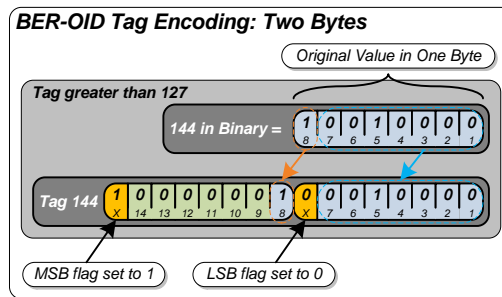 BER-OID Tag Encoding: Two Bytes
Original Value in One Byte
Tag greater than 127
144 in Binary = 1 0 0 1 0 0 0 0
8 7 6 5 4 3 2 1
Tag 144 1 0 0 0 0 0 0 1 0 0 0 1 0 0 0 0
X 14 13 12 11 10 9 8 X 7 6 5 4 3 2 1
MSB flag set to 1
LSB flag set to 0